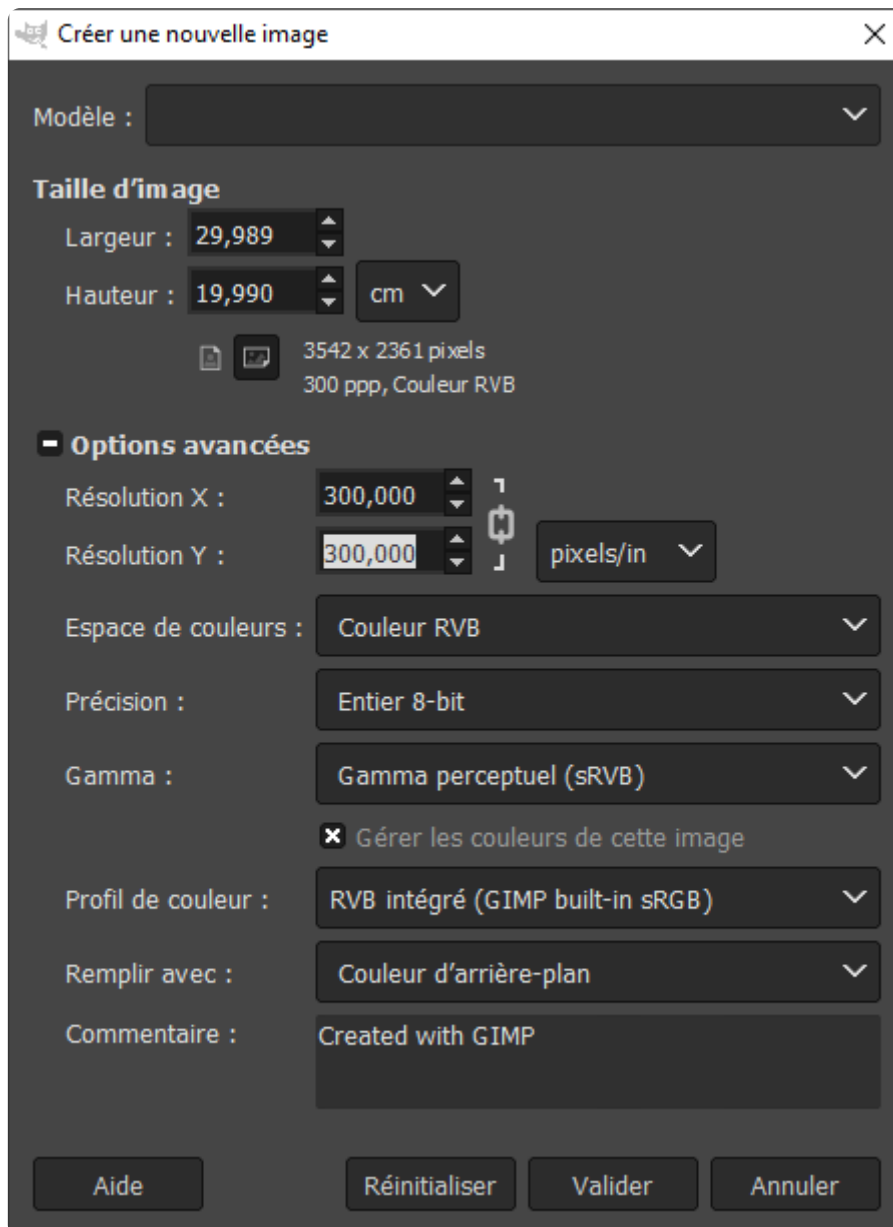 Créer une nouvelle image
Modèle :
Taille d’image
Largeur : 29,989
Hauteur : 19,990 cm
3542 x 2361 pixels
300 ppp, Couleur RVB
Options avancées
Résolution X : 300,000
Résolution Y : 300,000 pixels/in
Espace de couleurs : Couleur RVB
Précision : Entier 8-bit
Gamma : Gamma perceptuel (sRVB)
Gérer les couleurs de cette image
Profil de couleur : RVB intégré (GIMP built-in sRGB)
Remplir avec : Couleur d’arrière-plan
Commentaire : Created with GIMP
Aide Réinitialiser Valider Annuler